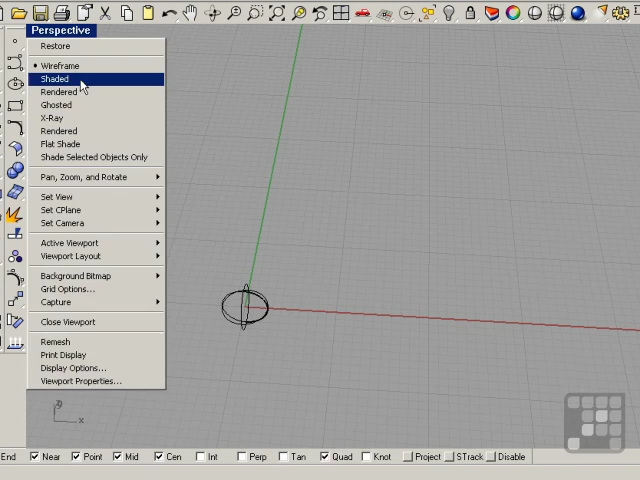 Perspective
Restore
Wireframe
Shaded
Rendered
Ghosted
X-Ray
Rendered
Flat Shade
Shade Selected Objects Only
Pan, Zoom, and Rotate
Set View
Set CPlane
Set Camera
Active Viewport
Viewport Layout
Background Bitmap
Grid Options...
Capture
Close Viewport
Remesh
Print Display
Display Options...
Viewport Properties...
x
End Near Point Mid Cen Int Perp Tan Quad Knot Project STrack Disable